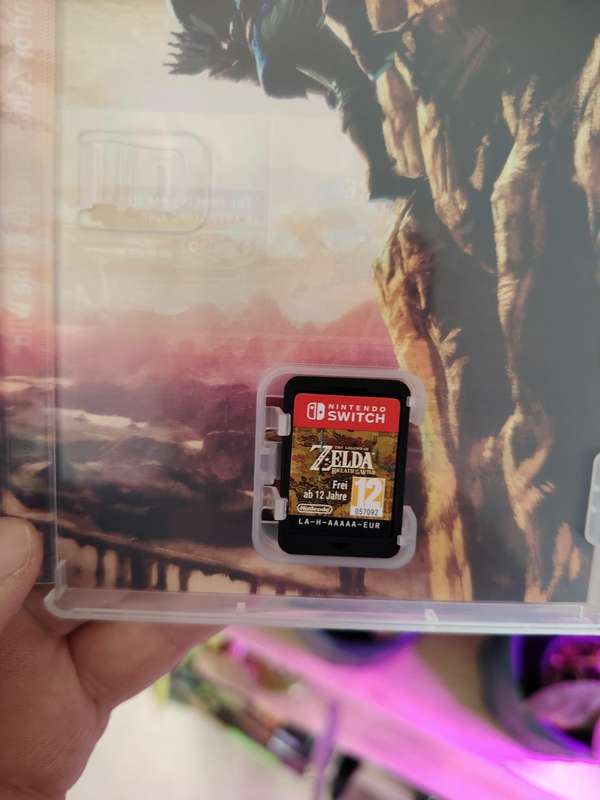 NINTENDO
SWITCH
THE LEGEND OF
ZELDA
BREATH OF THE WILD
Frei
ab 12 Jahre
12
Nintendo
057092
LA-H-AAAAA-EUR